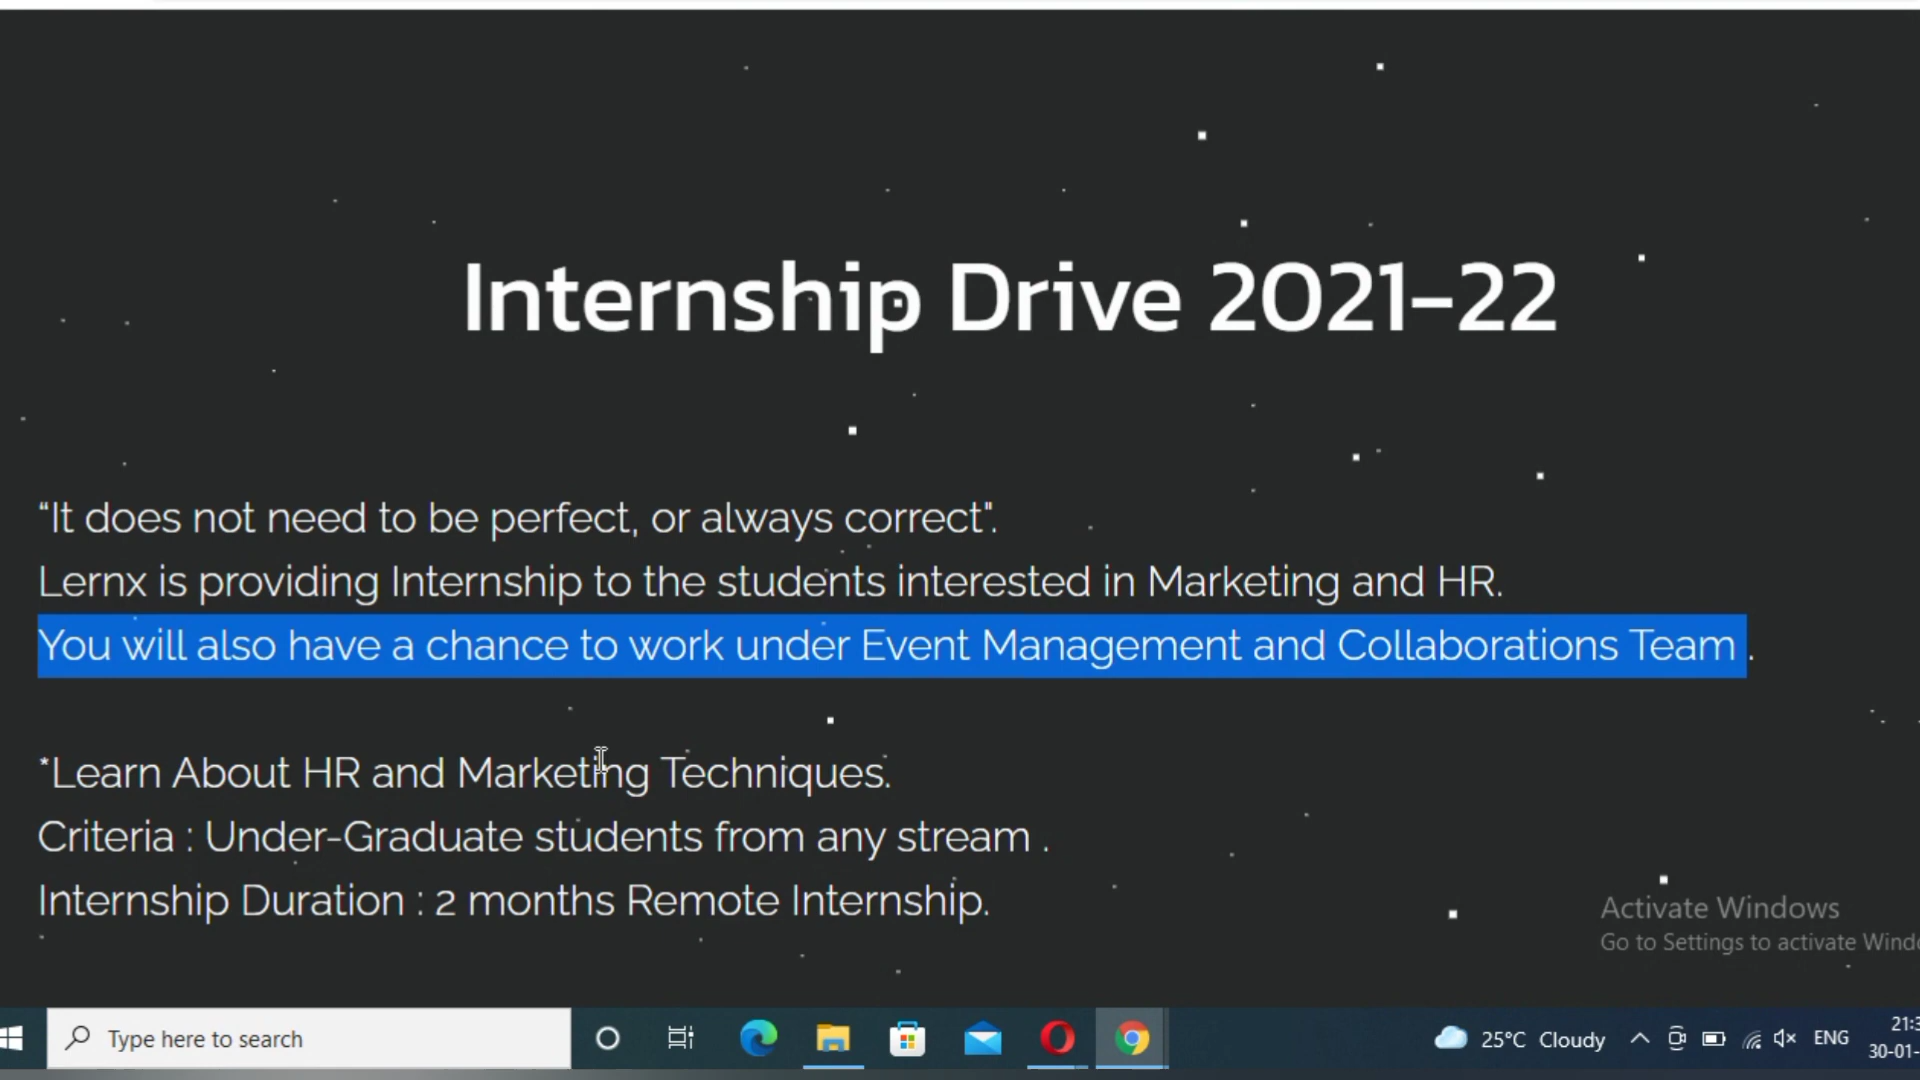 Internship Drive 2021-22
“It does not need to be perfect, or always correct".
Lernx is providing Internship to the students interested in Marketing and HR.
You will also have a chance to work under Event Management and Collaborations Team .
*Learn About HR and Marketing Techniques.
Criteria : Under-Graduate students from any stream .
Internship Duration : 2 months Remote Internship.
Activate Windows
Go to Settings to activate
Type here to search
25°C Cloudy
ENG
30-01-